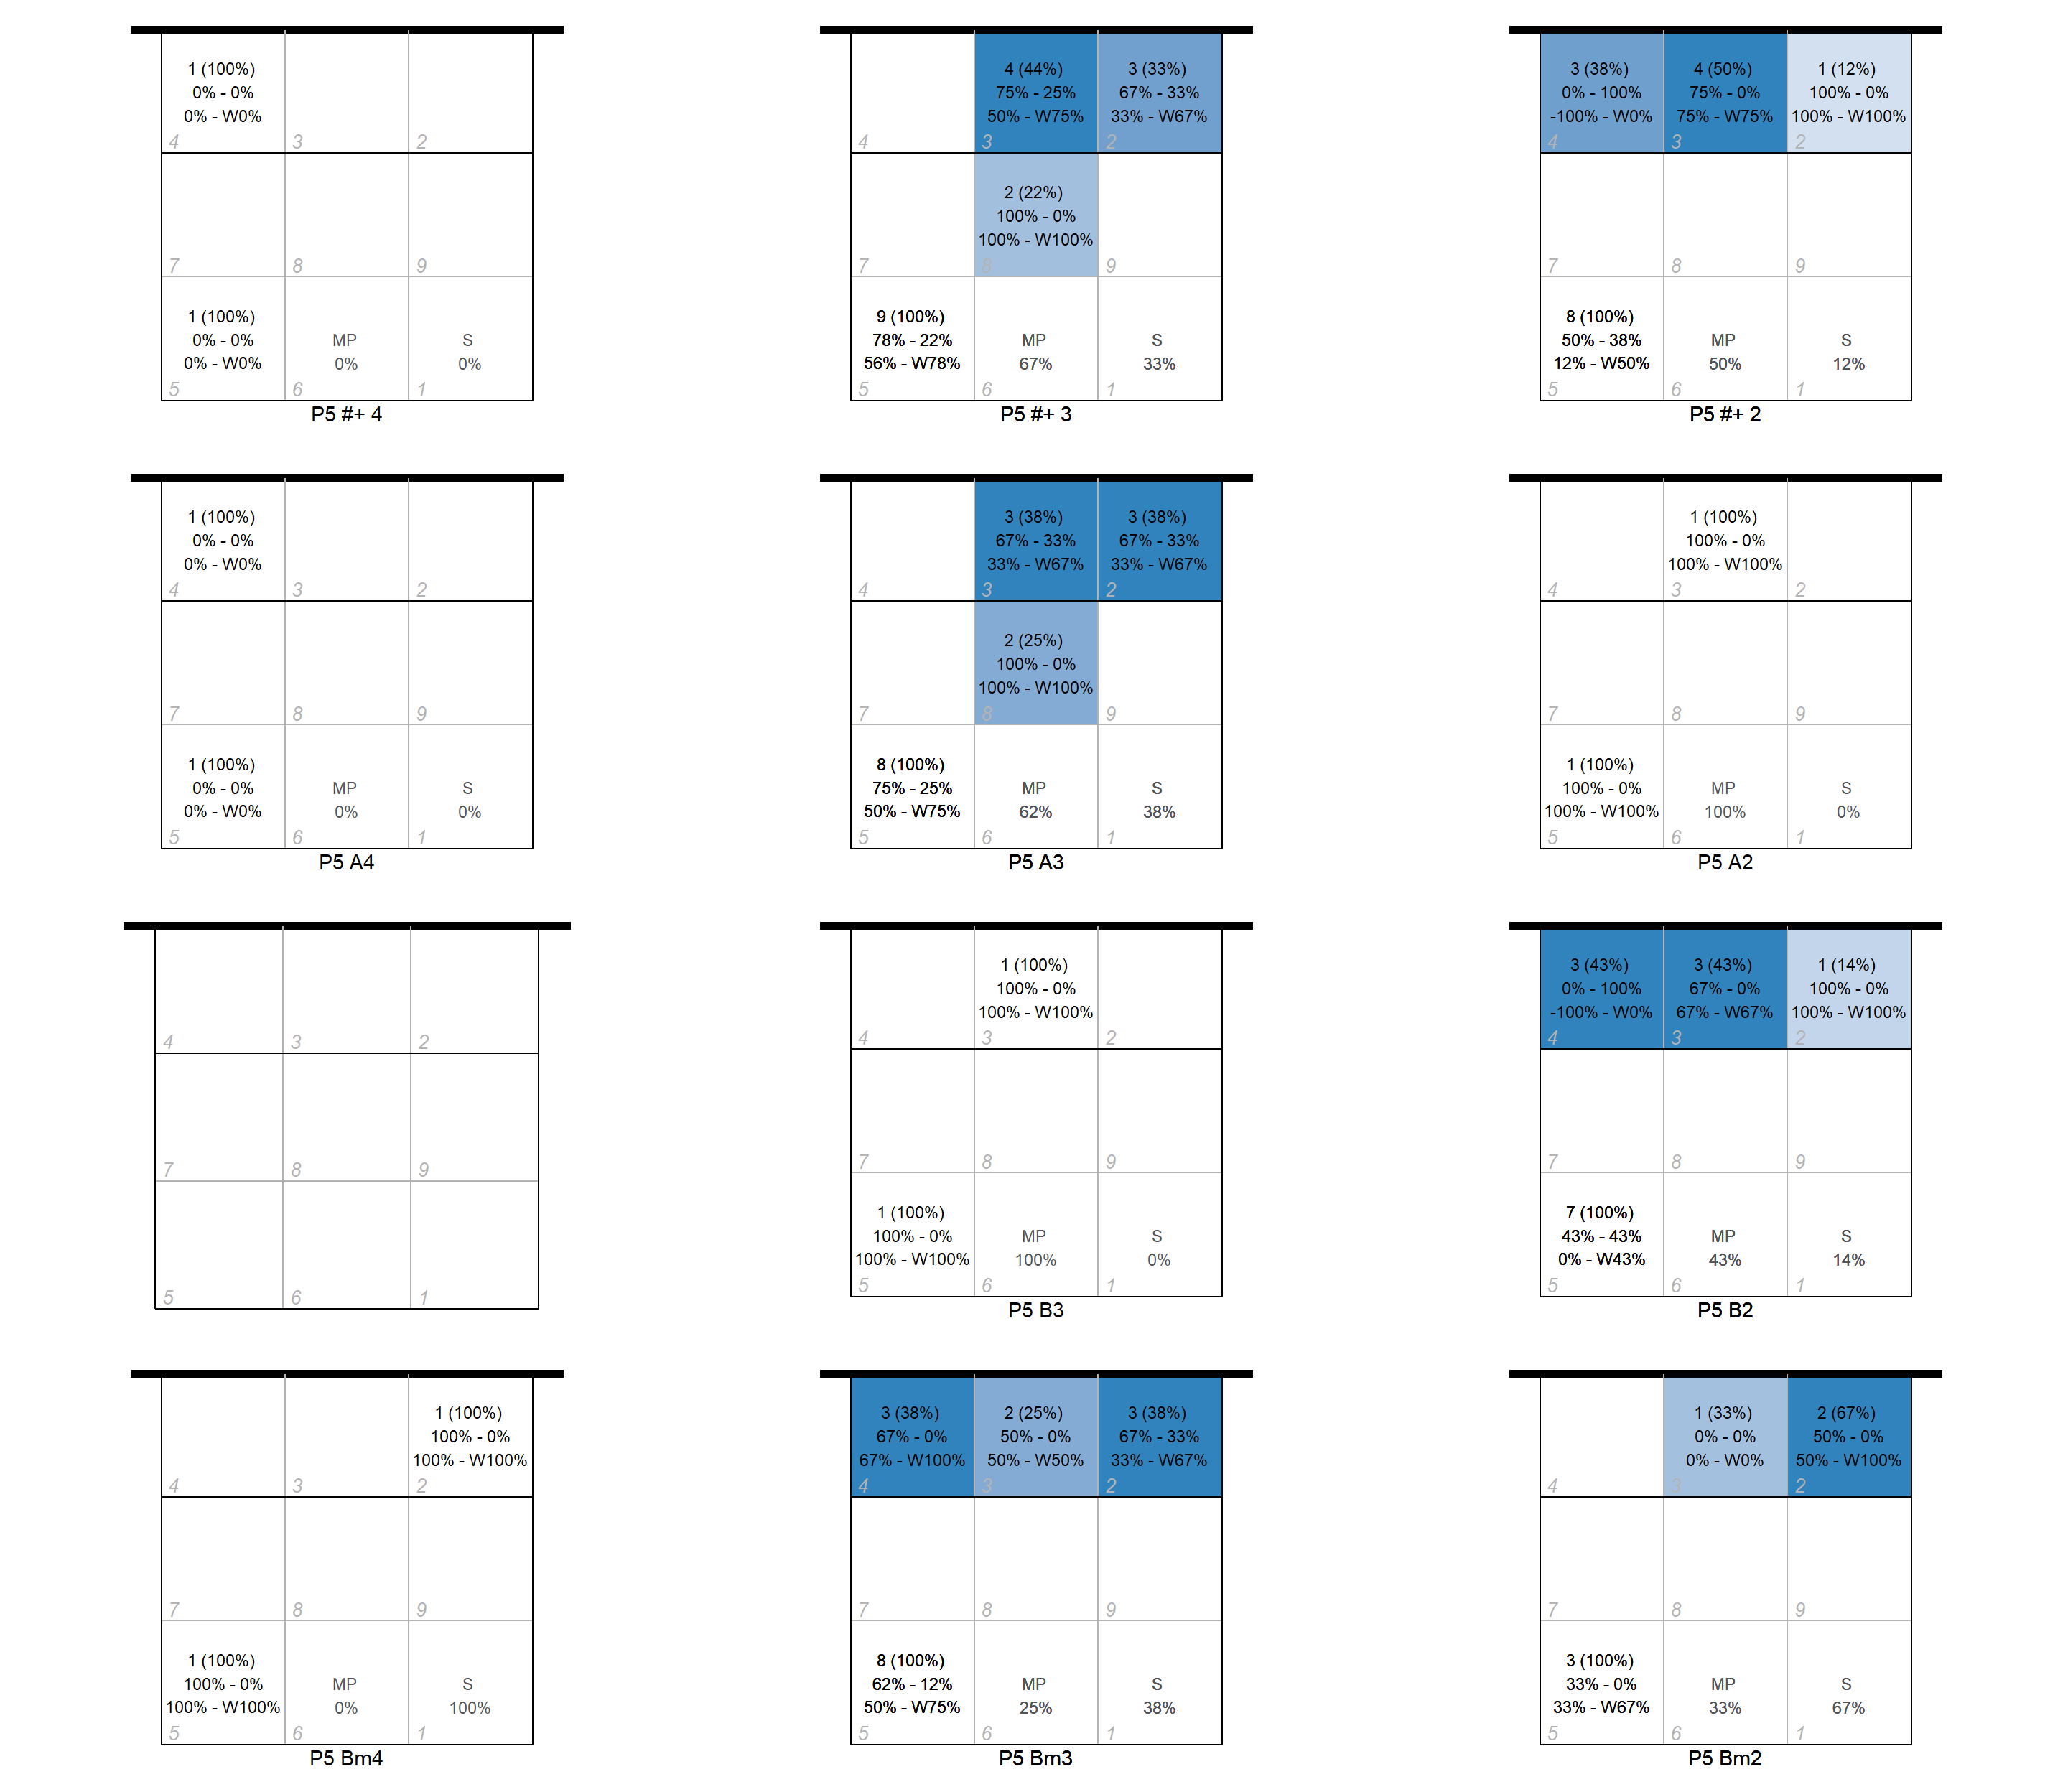 1 (100%)
0% - 0%
0% - W0%
4
3
2
7
8
9
1 (100%)
0% - 0%
0% - W0%
5
MP
0%
6
S
0%
1
P5 #+ 4
4
4 (44%)
75% - 25%
50% - W75%
3
3 (33%)
67% - 33%
33% - W67%
2
7
2 (22%)
100% - 0%
100% - W100%
8
9
9 (100%)
78% - 22%
56% - W78%
5
MP
67%
6
S
33%
1
P5 #+ 3
3 (38%)
0% - 100%
-100% - W0%
4
4 (50%)
75% - 0%
75% - W75%
3
1 (12%)
100% - 0%
100% - W100%
2
7
8
9
8 (100%)
50% - 38%
12% - W50%
5
MP
50%
6
S
12%
1
P5 #+ 2
1 (100%)
0% - 0%
0% - W0%
4
3
2
7
8
9
1 (100%)
0% - 0%
0% - W0%
5
MP
0%
6
S
0%
1
P5 A4
4
3 (38%)
67% - 33%
33% - W67%
3
3 (38%)
67% - 33%
33% - W67%
2
7
2 (25%)
100% - 0%
100% - W100%
8
9
8 (100%)
75% - 25%
50% - W75%
5
MP
62%
6
S
38%
1
P5 A3
4
1 (100%)
100% - 0%
100% - W100%
3
2
7
8
9
1 (100%)
100% - 0%
100% - W100%
5
MP
100%
6
S
0%
1
P5 A2
4
3
2
7
8
9
5
6
1
4
1 (100%)
100% - 0%
100% - W100%
3
2
7
8
9
1 (100%)
100% - 0%
100% - W100%
5
MP
100%
6
S
0%
1
P5 B3
3 (43%)
0% - 100%
-100% - W0%
4
3 (43%)
67% - 0%
67% - W67%
3
1 (14%)
100% - 0%
100% - W100%
2
7
8
9
7 (100%)
43% - 43%
0% - W43%
5
MP
43%
6
S
14%
1
P5 B2
4
3
1 (100%)
100% - 0%
100% - W100%
2
7
8
9
1 (100%)
100% - 0%
100% - W100%
5
MP
0%
6
S
100%
1
P5 Bm4
3 (38%)
67% - 0%
67% - W100%
4
2 (25%)
50% - 0%
50% - W50%
3
3 (38%)
67% - 33%
33% - W67%
2
7
8
9
8 (100%)
62% - 12%
50% - W75%
5
MP
25%
6
S
38%
1
P5 Bm3
4
1 (33%)
0% - 0%
0% - W0%
3
2 (67%)
50% - 0%
50% - W100%
2
7
8
9
3 (100%)
33% - 0%
33% - W67%
5
MP
33%
6
S
67%
1
P5 Bm2